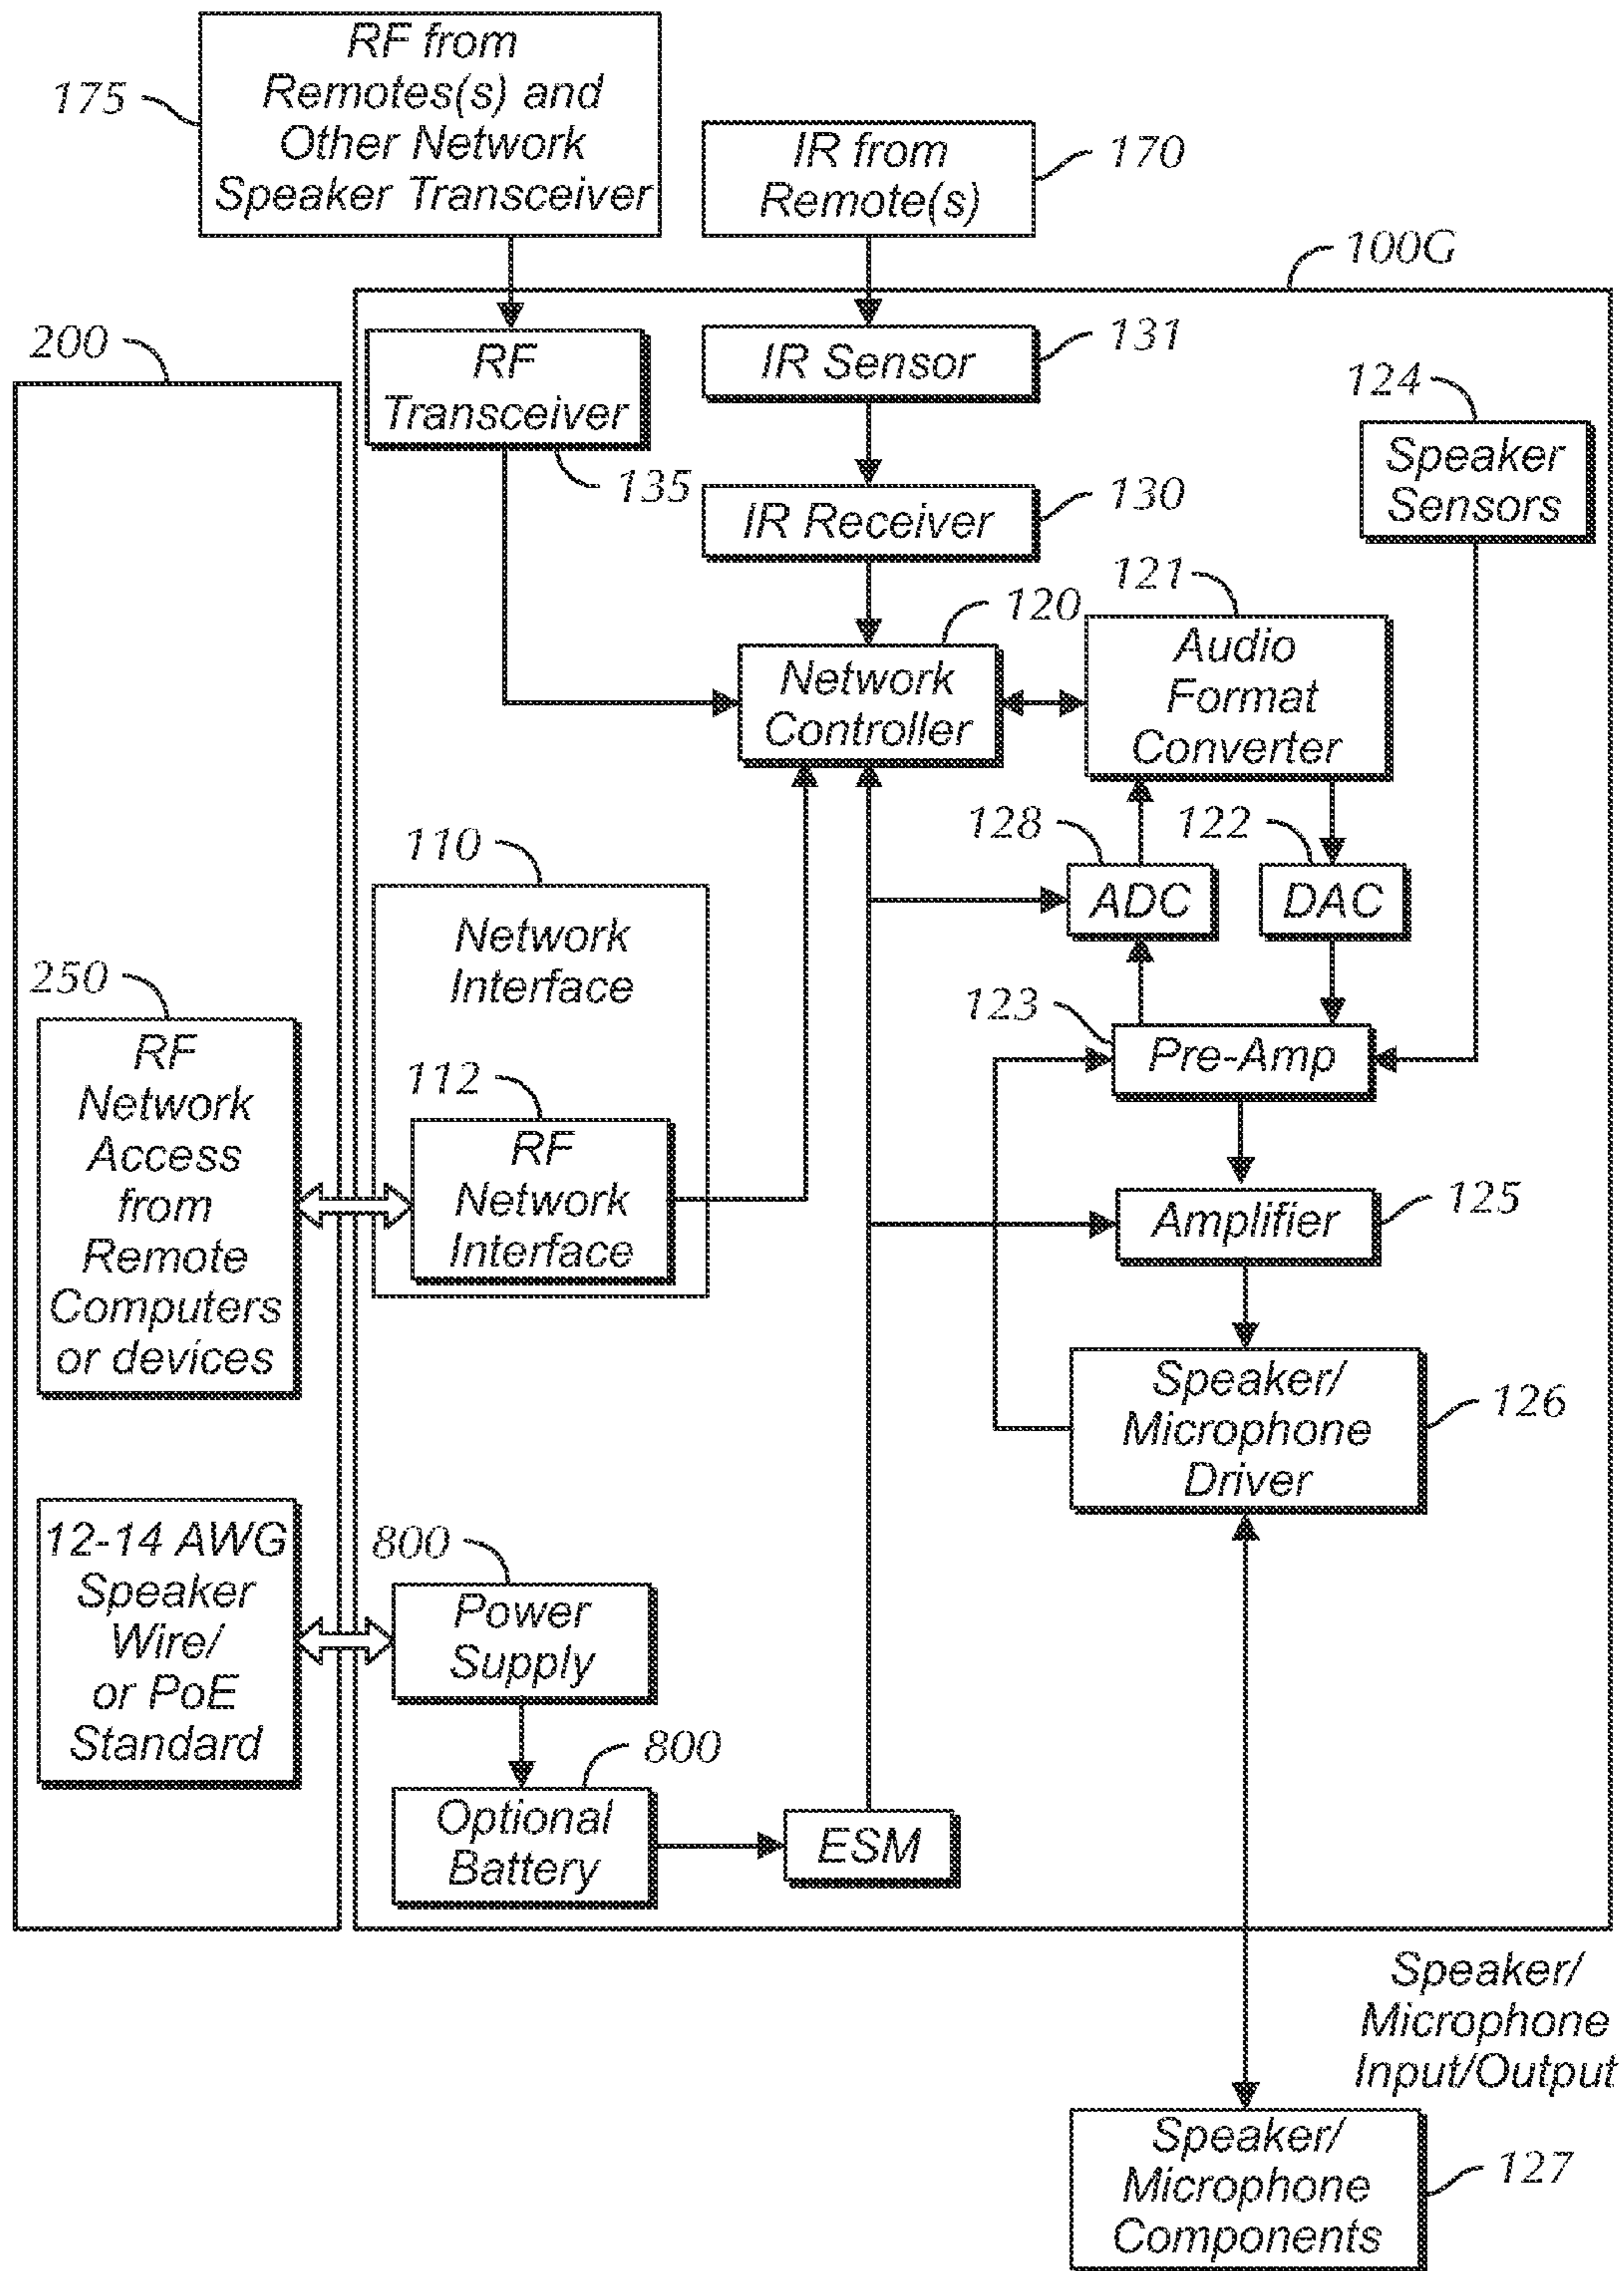 RF from
Remotes(s) and
Other Network
Speaker Transceiver
175
IR from
Remote(s)
170
100G
200
RF
Transceiver
135
IR Sensor
131
124
Speaker
Sensors
IR Receiver
130
121
120
Network
Controller
Audio
Format
Converter
128
122
ADC
DAC
110
Network
Interface
250
RF
Network
Access
from
Remote
Computers
or devices
112
RF
Network
Interface
123
Pre-Amp
Amplifier
125
Speaker/
Microphone
Driver
126
12-14 AWG
Speaker
Wire/
or PoE
Standard
800
Power
Supply
800
Optional
Battery
ESM
Speaker/
Microphone
Input/Output
Speaker/
Microphone
Components
127